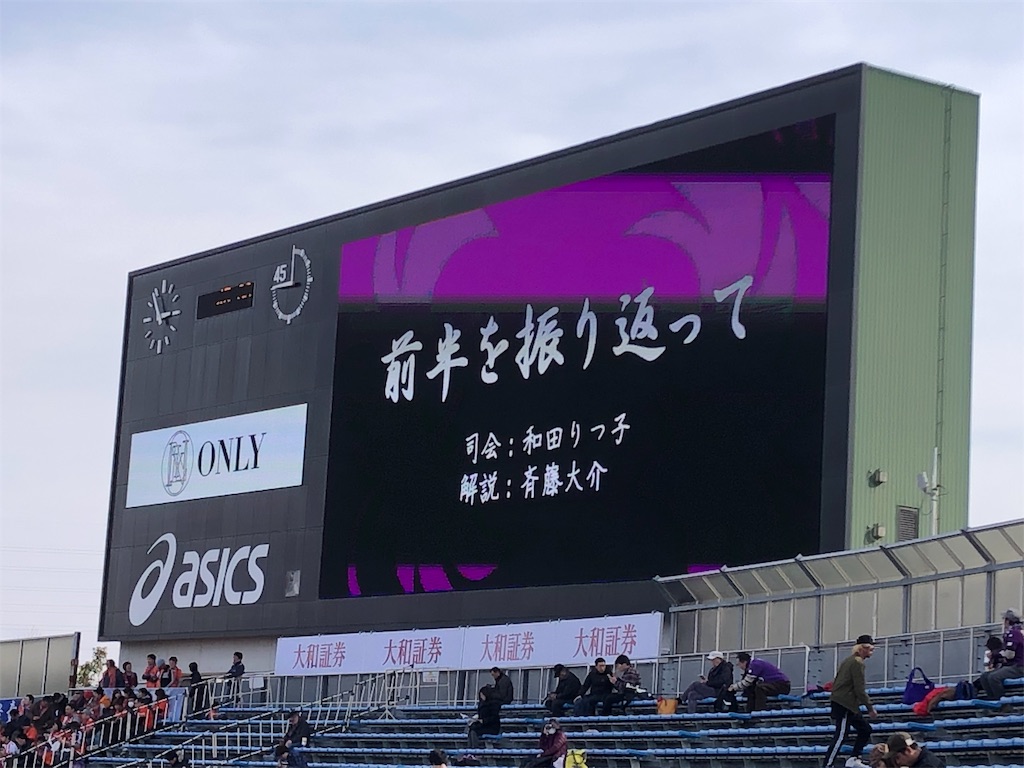 45
前半を振り返って
司会：和田りつ子
解説：斉藤大介
ONLY
asics
大和証券 大和証券 大和証券 大和証券